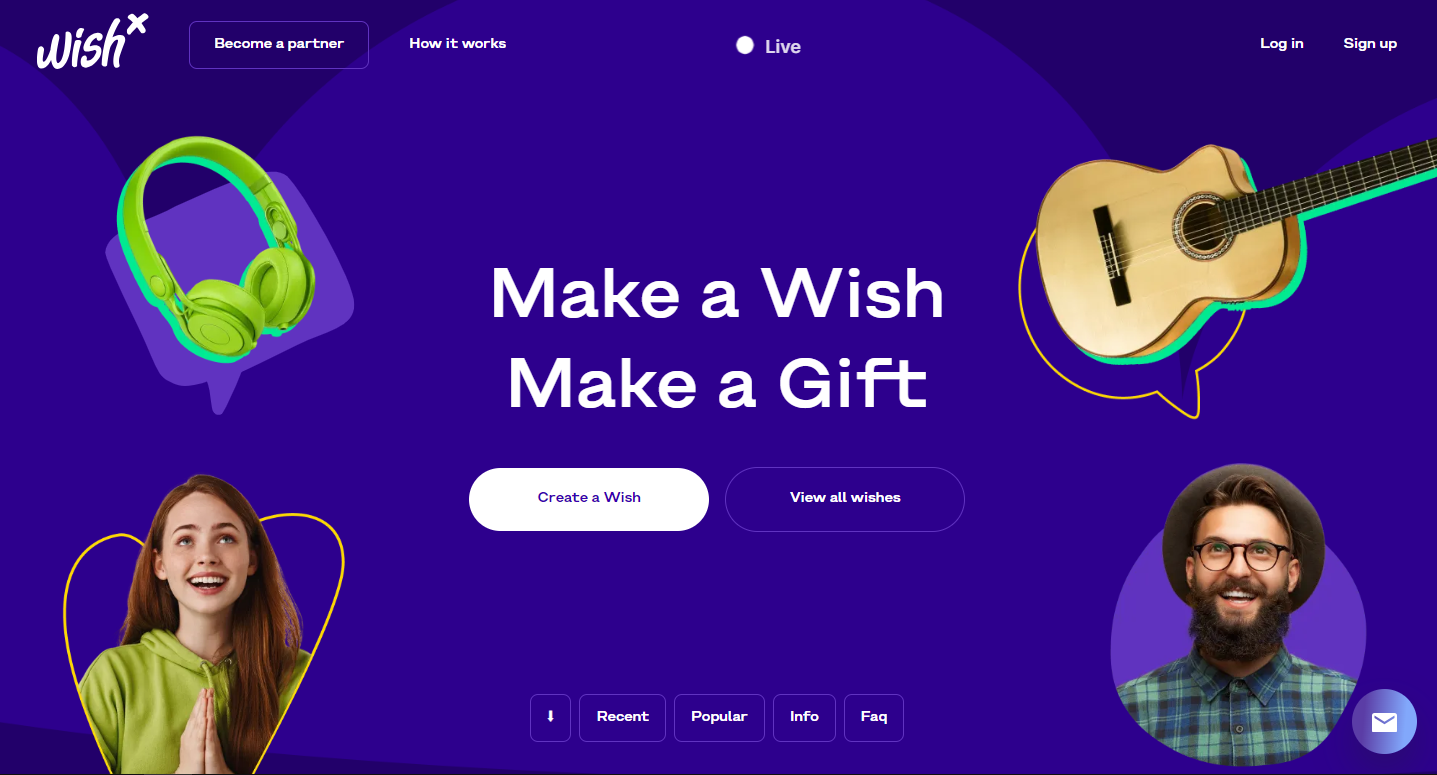 Wish x
Become a partner
How it works
Live
Log in
Sign up
Make a Wish
Make a Gift
Create a Wish
View all wishes
Recent
Popular
Info
Faq